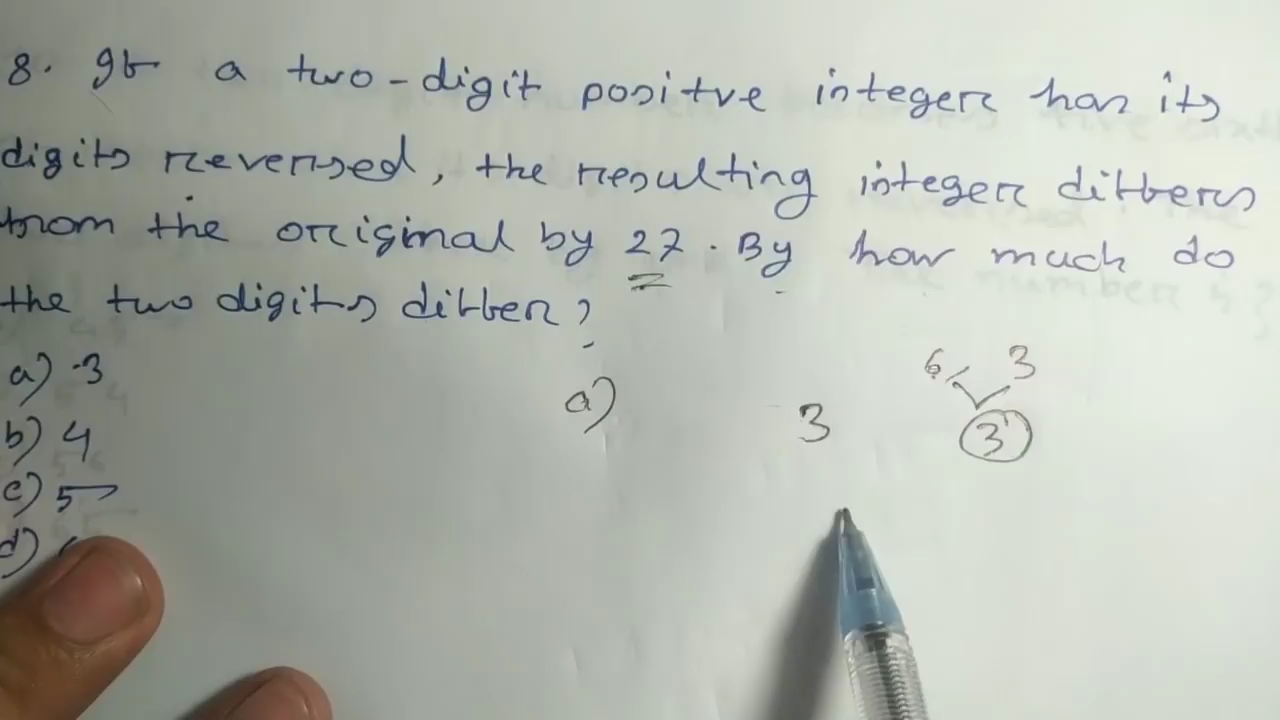 8. If a two-digit positive integer has its
digits reversed, the resulting integer differs
from the original by 27. By how much do
the two digits differ?
a) 3
b) 4
c) 5
d)
a) 3
6 3
3